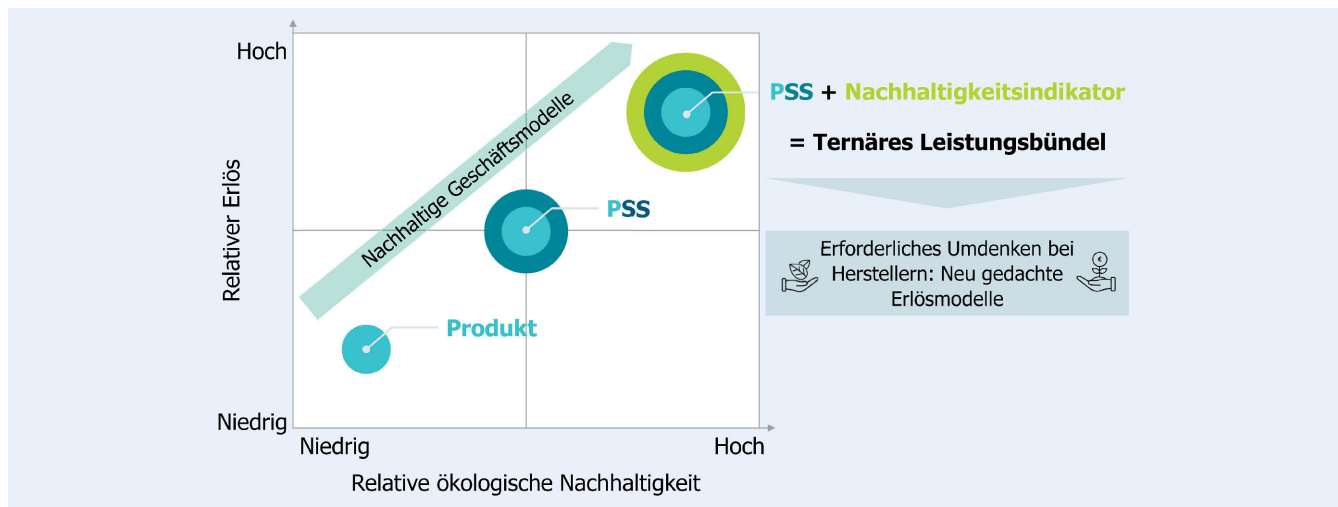 Hoch
Relativer Erlös
Niedrig
Niedrig
Hoch
Relative ökologische Nachhaltigkeit
Nachhaltige Geschäftsmodelle
Produkt
PSS
PSS + Nachhaltigkeitsindikator
= Ternäres Leistungsbündel
Erforderliches Umdenken bei
Herstellern: Neu gedachte
Erlösmodelle
€